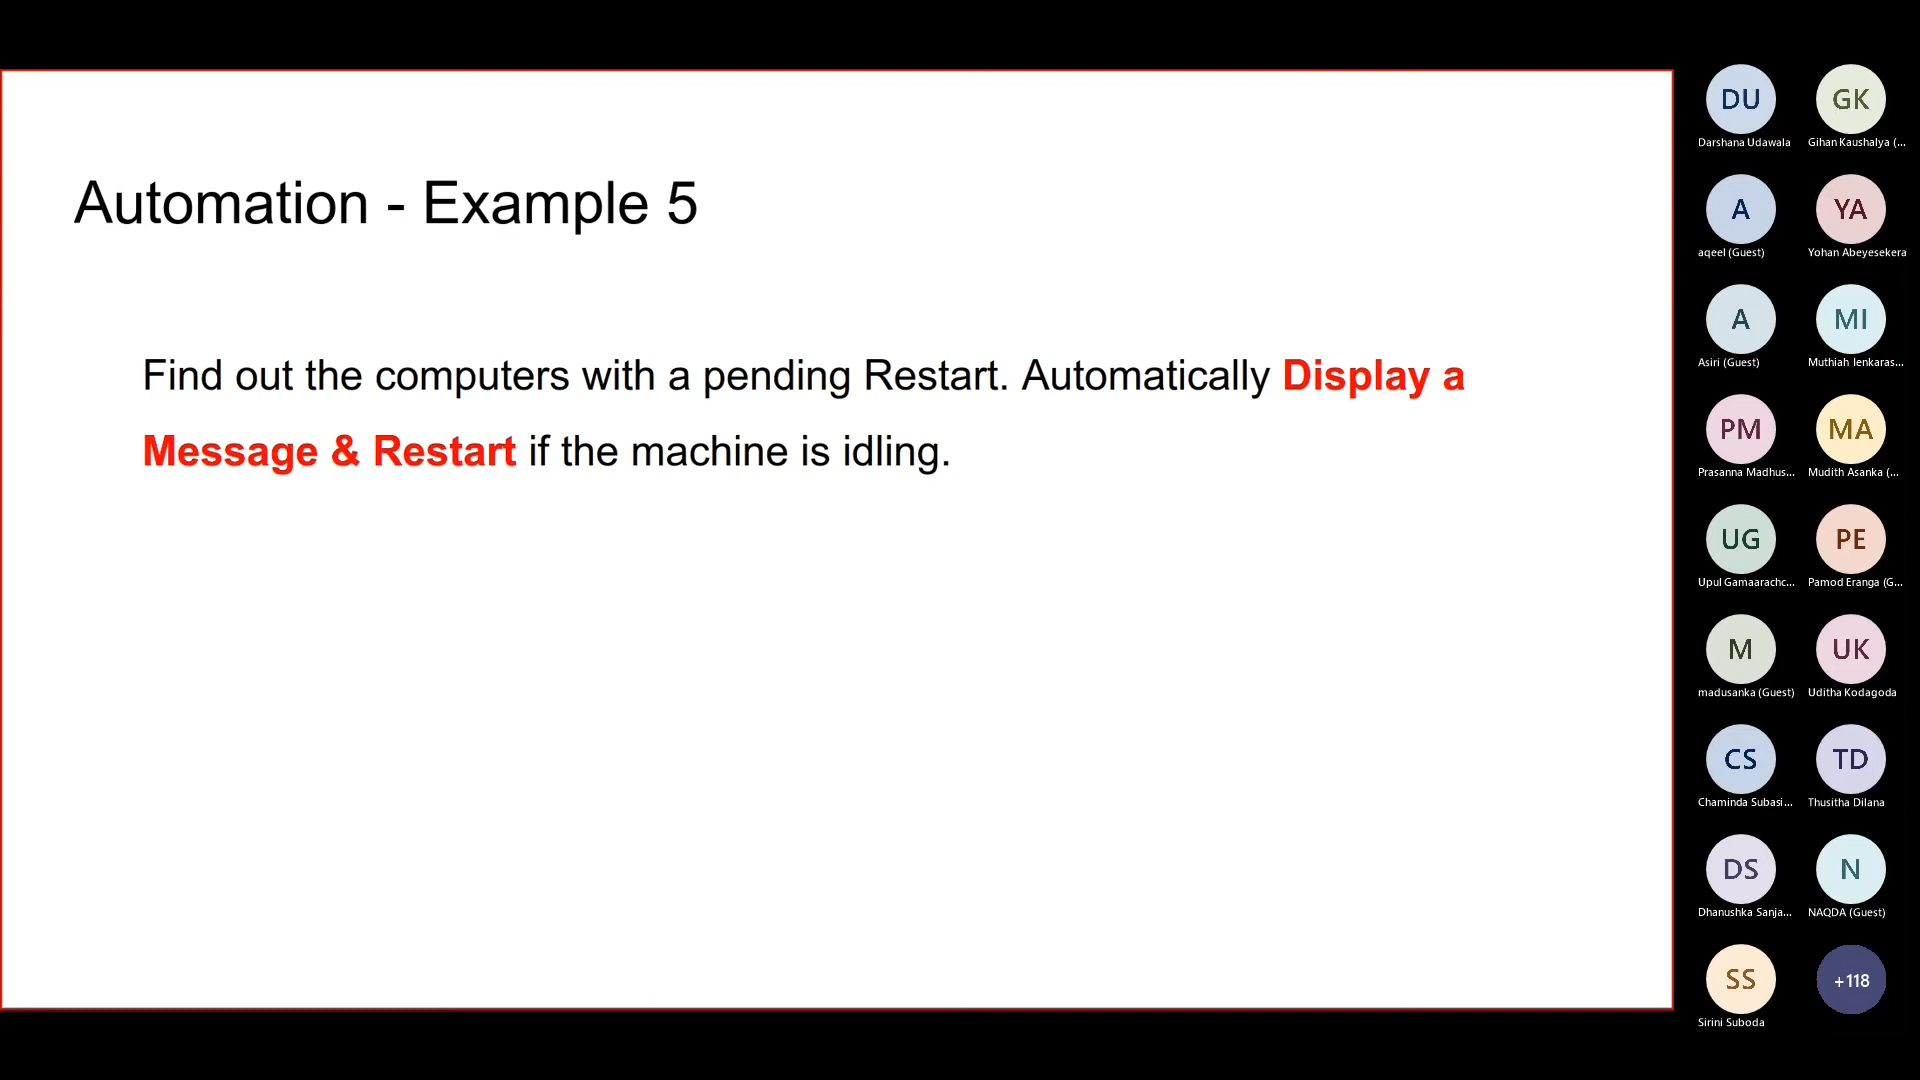 Automation - Example 5
Find out the computers with a pending Restart. Automatically Display a
Message & Restart if the machine is idling.
DU
GK
Darshana Udawala
Gihan Kaushalya (...
A
YA
aqeel (Guest)
Yohan Abeyesekera
A
MI
Asiri (Guest)
Muthiah Ienkaras...
PM
MA
Prasanna Madhus...
Mudith Asanka (...
UG
PE
Upul Gamaarachc...
Pamod Eranga (G...
M
UK
madusanka (Guest)
Uditha Kodagoda
CS
TD
Chaminda Subasi...
Thusitha Dilana
DS
N
Dhanushka Sanja...
NAQDA (Guest)
SS
+118
Sirini Suboda